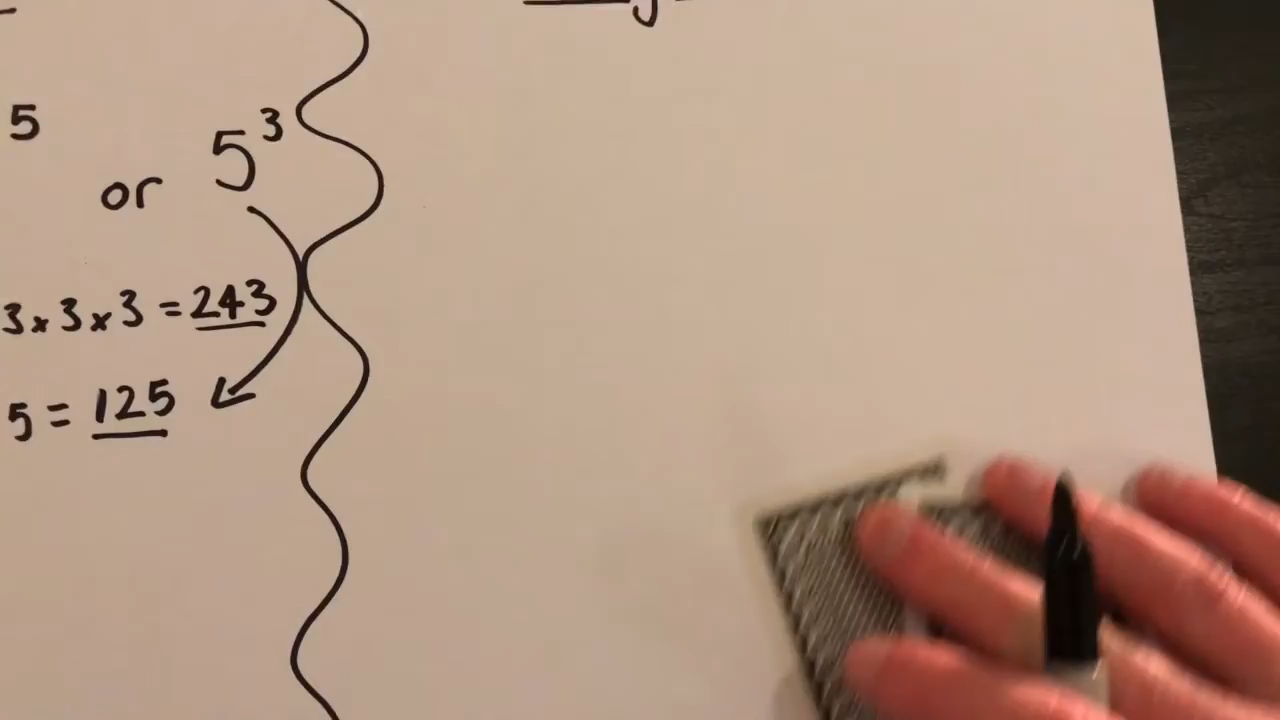 5
or 5³
3 x 3 x 3 = 243
5 = 125